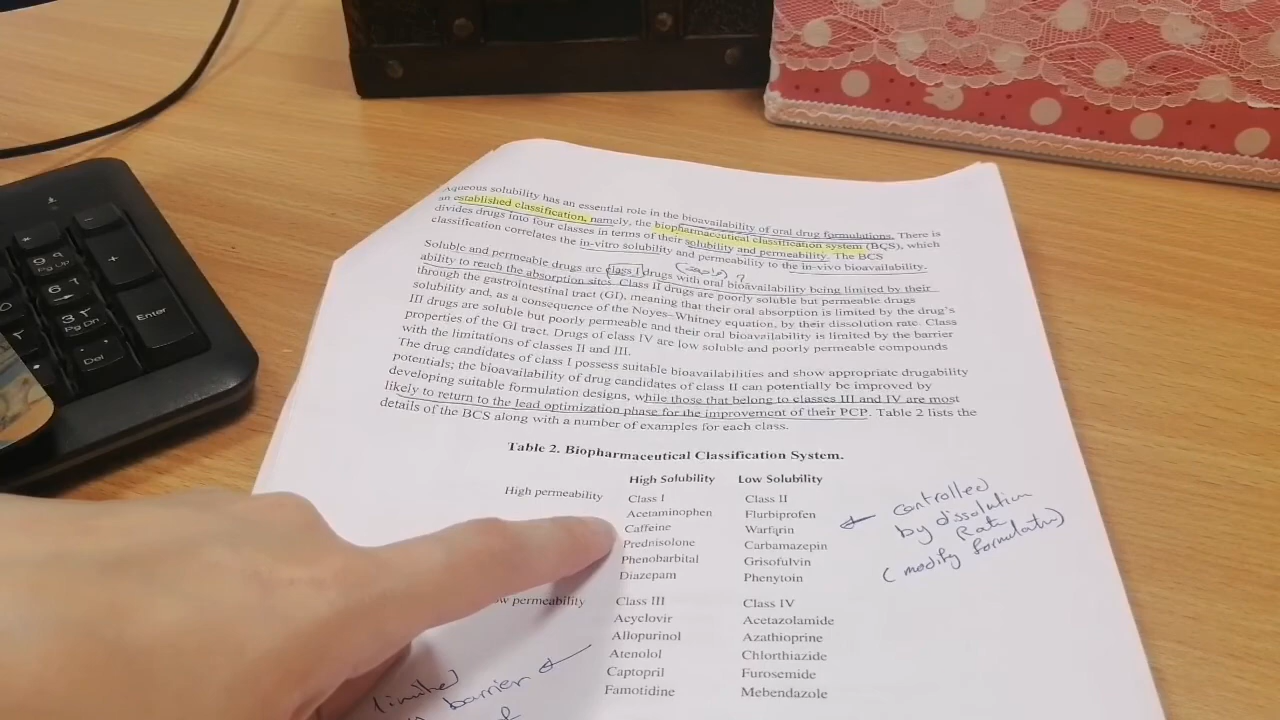 Aqueous solubility has an essential role in the bioavailability of oral drug formulations. There is
an established classification, namely, the biopharmaceutical classification system (BCS), which
divides drugs into four classes in terms of their solubility and permeability. The BCS
classification correlates the in-vitro solubility and permeability to the in-vivo bioavailability.
Soluble and permeable drugs are class I drugs with oral bioavailability being limited by their
ability to reach the absorption sites. Class II drugs are poorly soluble but permeable drugs
through the gastrointestinal tract (GI), meaning that their oral absorption is limited by the drug's
solubility and, as a consequence of the Noyes–Whitney equation, by their dissolution rate. Class
III drugs are soluble but poorly permeable and their oral bioavailability is limited by the barrier
properties of the GI tract. Drugs of class IV are low soluble and poorly permeable compounds
with the limitations of classes II and III.
The drug candidates of class I possess suitable bioavailabilities and show appropriate drugability
potentials; the bioavailability of drug candidates of class II can potentially be improved by
developing suitable formulation designs, while those that belong to classes III and IV are most
likely to return to the lead optimization phase for the improvement of their PCP. Table 2 lists the
details of the BCS along with a number of examples for each class.
Table 2. Biopharmaceutical Classification System.
High Solubility Low Solubility
High permeability Class I Class II
Acetaminophen Flurbiprofen
Caffeine Warfarin
Prednisolone Carbamazepin
Phenobarbital Grisofulvin
Diazepam Phenytoin
permeability Class III Class IV
Acyclovir Acetazolamide
Allopurinol Azathioprine
Atenolol Chlorthiazide
Captopril Furosemide
Famotidine Mebendazole
controlled
by dissolution
Rate
(modify formulation)
limited
barrier
of
Pg Up
+
6
3
Pg Dn
Enter
Del